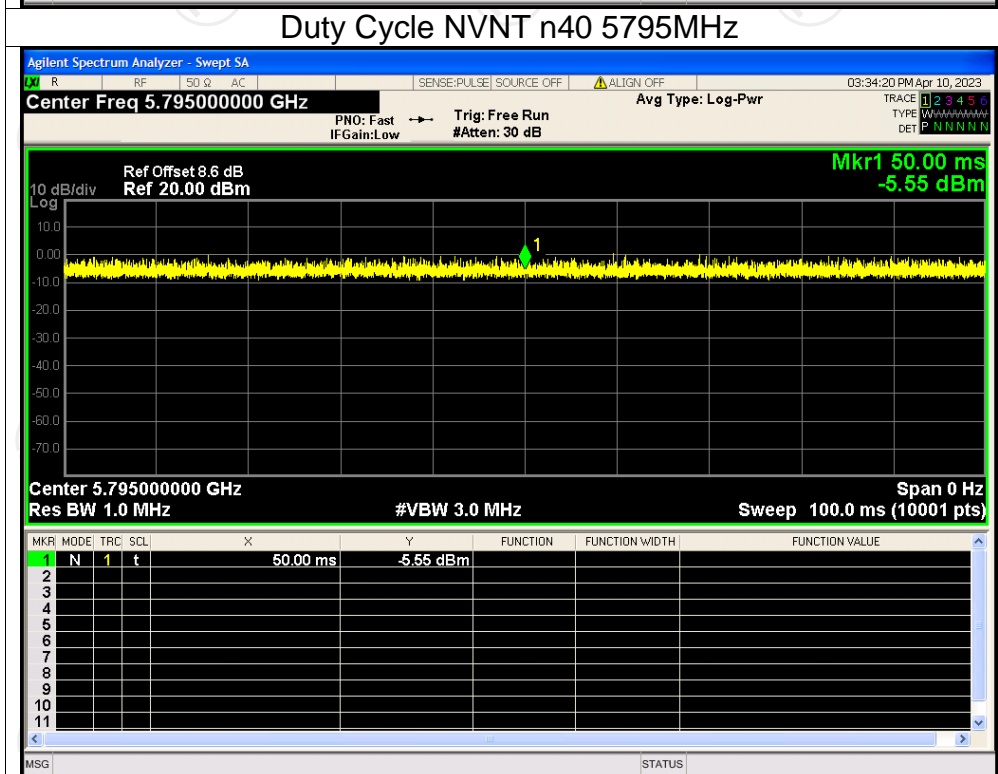 Duty Cycle NVNT n40 5795MHz
Agilent Spectrum Analyzer - Swept SA
LXI R RF 50 Ω AC SENSE:PULSE SOURCE OFF ALIGN OFF 03:34:20 PM Apr 10, 2023
Center Freq 5.795000000 GHz Avg Type: Log-Pwr TRACE 1 2 3 4 5 6
PNO: Fast Trig: Free Run TYPE WWWWWW
IFGain:Low #Atten: 30 dB DET P N N N N N
Mkr1 50.00 ms
Ref Offset 8.6 dB -5.55 dBm
10 dB/div Ref 20.00 dBm
Log
10.0
1
0.00
-10.0
-20.0
-30.0
-40.0
-50.0
-60.0
-70.0
Center 5.795000000 GHz Span 0 Hz
Res BW 1.0 MHz #VBW 3.0 MHz Sweep 100.0 ms (10001 pts)
MKR MODE TRC SCL X Y FUNCTION FUNCTION WIDTH FUNCTION VALUE
1 N 1 t 50.00 ms -5.55 dBm
2
3
4
5
6
7
8
9
10
11
MSG STATUS